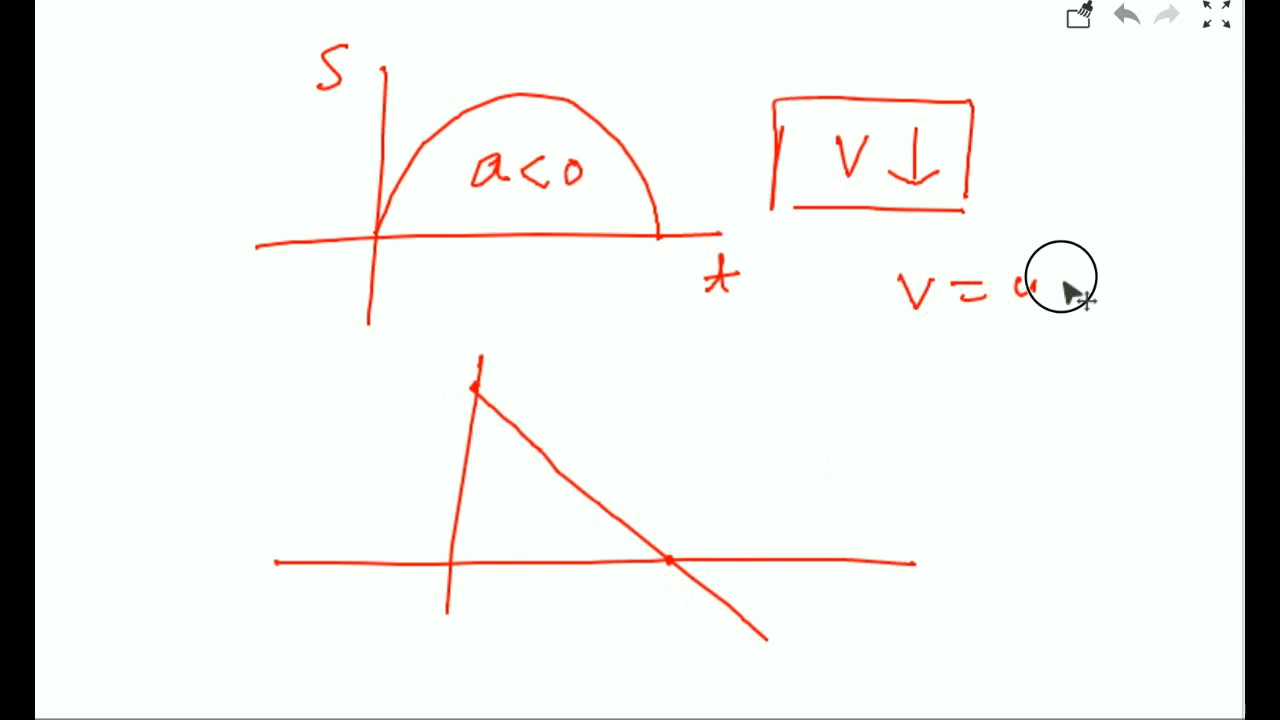 S
a<0
V ↓
t
V =